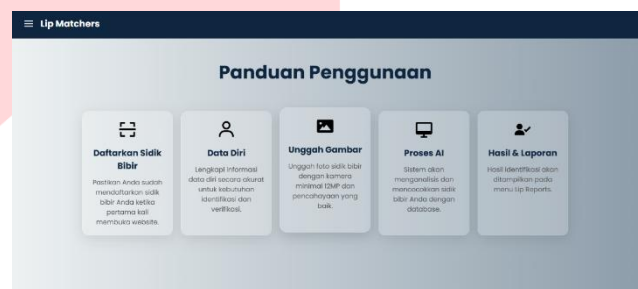 Lip Matchers
Panduan Penggunaan
Daftarkan Sidik
Bibir
Pastikan Anda sudah
mendaftarkan sidik
bibir Anda ketika
pertama kali
membuka website.
Data Diri
Lengkapi informasi
data diri secara akurat
untuk kebutuhan
identifikasi dan
verifikasi.
Unggah Gambar
Unggah foto sidik bibir
dengan kamera
minimal 12MP dan
pencahayaan yang
baik.
Proses AI
Sistem akan
menganalisis dan
mencocokkan sidik
bibir Anda dengan
database.
Hasil & Laporan
Hasil identifikasi akan
ditampilkan pada
menu Lip Reports.